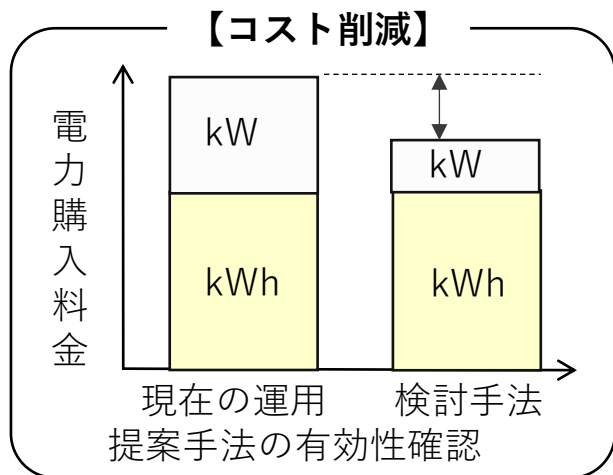 【コスト削減】
電力購入料金
kW
kW
kWh
kWh
現在の運用
検討手法
提案手法の有効性確認